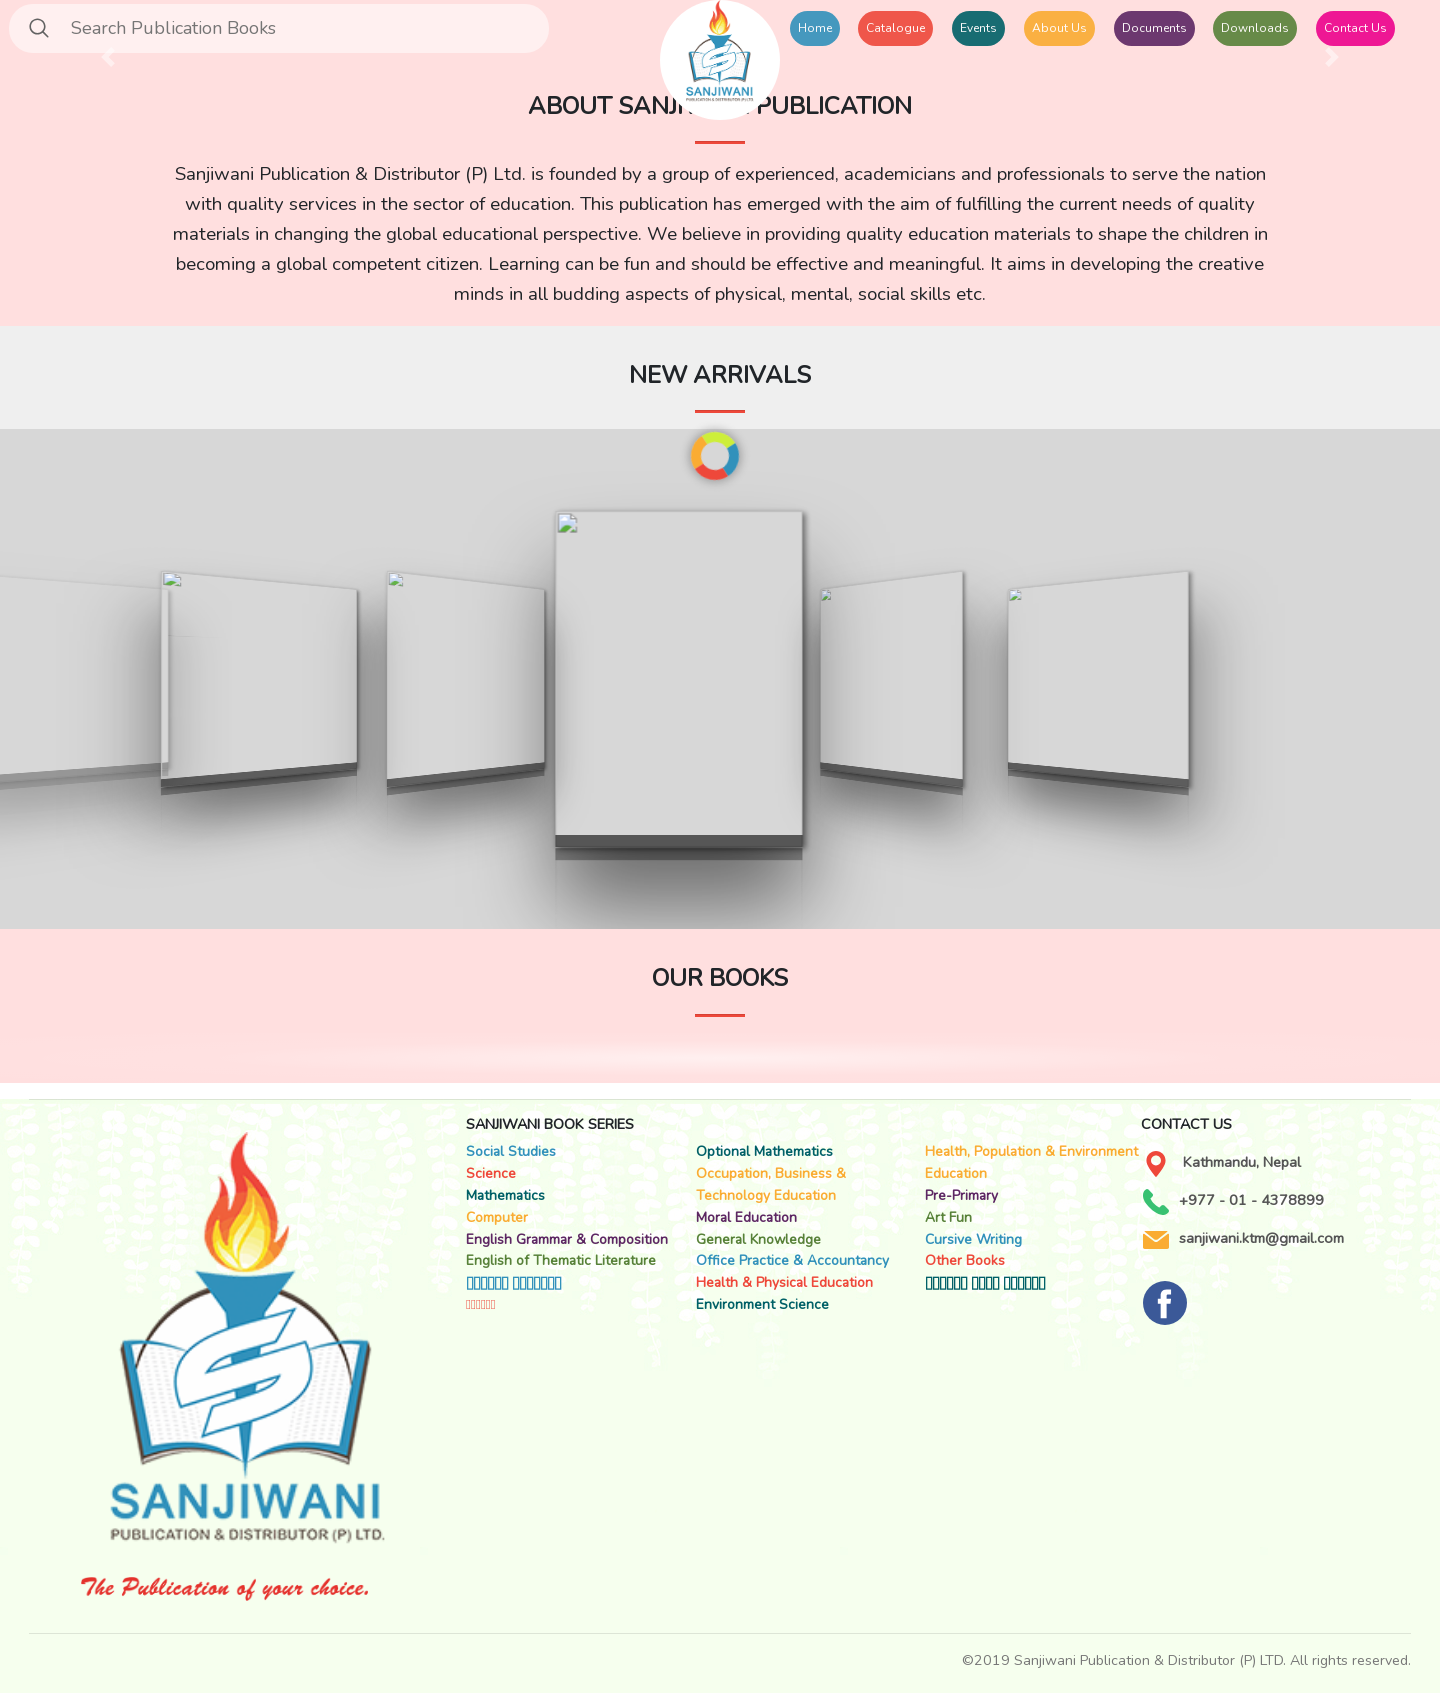 Search Publication Books
SANJIWANI
PUBLICATION & DISTRIBUTOR (P) LTD.
Home
Catalogue
Events
About Us
Documents
Downloads
Contact Us
ABOUT PUBLICATION
Sanjiwani Publication & Distributor (P) Ltd. is founded by a group of experienced, academicians and professionals to serve the nation
with quality services in the sector of education. This publication has emerged with the aim of fulfilling the current needs of quality
materials in changing the global educational perspective. We believe in providing quality education materials to shape the children in
becoming a global competent citizen. Learning can be fun and should be effective and meaningful. It aims in developing the creative
minds in all budding aspects of physical, mental, social skills etc.
NEW ARRIVALS
OUR BOOKS
SANJIWANI
PUBLICATION & DISTRIBUTOR (P) LTD.
The Publication of your choice.
SANJIWANI BOOK SERIES
Social Studies
Science
Mathematics
Computer
English Grammar & Composition
English of Thematic Literature
Optional Mathematics
Occupation, Business &
Technology Education
Moral Education
General Knowledge
Office Practice & Accountancy
Health & Physical Education
Environment Science
Health, Population & Environment
Education
Pre-Primary
Art Fun
Cursive Writing
Other Books
CONTACT US
Kathmandu, Nepal
+977 - 01 - 4378899
sanjiwani.ktm@gmail.com
©2019 Sanjiwani Publication & Distributor (P) LTD. All rights reserved.